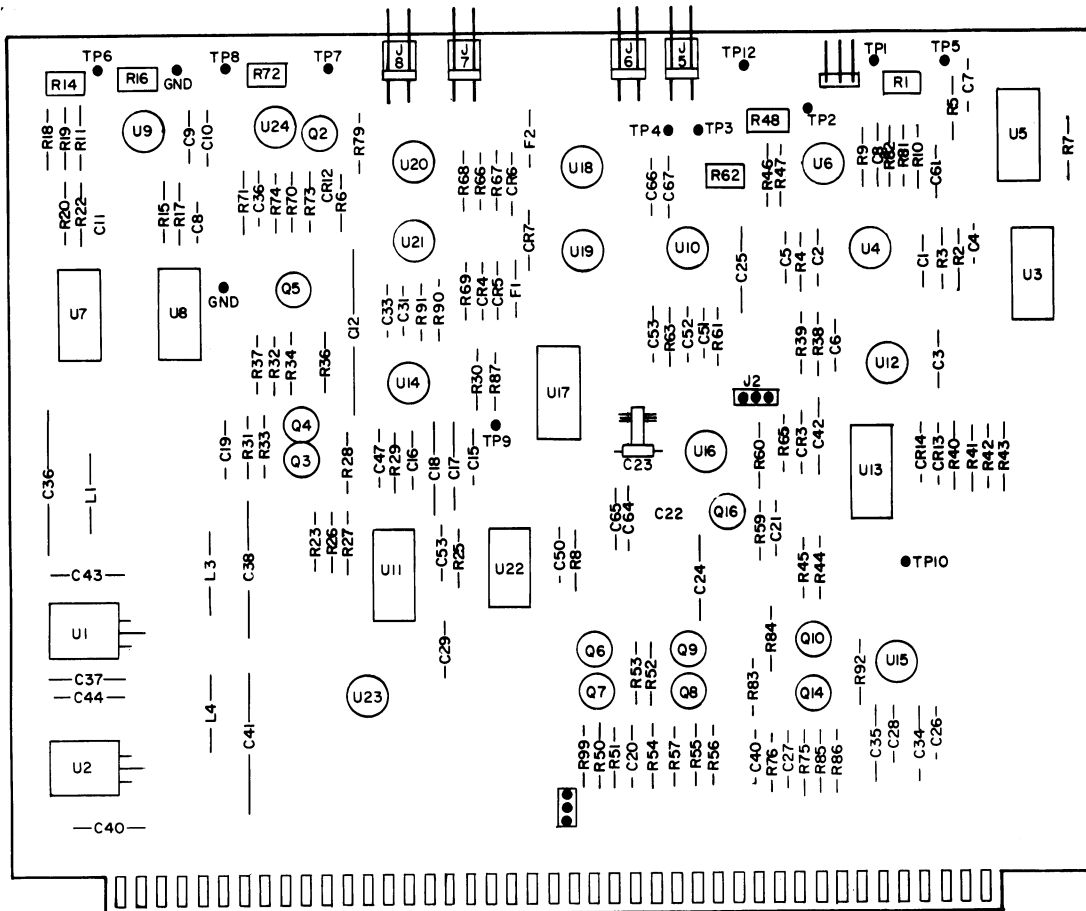 J8 J7 J6 J5
TP6 TP8 TP7 TP12 TP1 TP5
R14 R16 GND R72 R1 C7
R5
R18 R19 R11 U9 C9 C10 U24 Q2 R79 F2 TP4 TP3 R48 TP2 U5 R7
U20 R68 R66 R67 CR6 U18 C66 C67 R62 R46 R47 U6 R9 C8 R82 R81 R10 C61
R20 R22 C11 R15 R17 C8 R71 C36 R74 R70 R73 CR12 R6
U21 CR7 U19 U10 C25 C5 R4 C2 U4 C1 R3 R2 C4 U3
U7 U8 GND Q5 C12 C33 C31 R91 R90 R69 CR4 CR5 F1
R37 R32 R34 R36 C53 R63 C52 C51 R61 R39 R38 C6 C3
U14 R30 R87 U17 J2 U12
TP9
C36 L1 C19 R31 R33 Q4 Q3 R28 C47 R29 C16 C18 C17 C15 C23 U16 R60 R65 CR3 C42 U13 CR14 CR13 R40 R41 R42 R43
C65 C64 C22 Q16 R59 C21
C43 L3 C38 R23 R26 R27 U11 C53 R25 U22 C50 R8 C24 R45 R44 TP10
U1 C29 Q6 Q9 R84 Q10
C37 R53 R52 U15
C44 L4 C41 U23 Q7 Q8 R83 Q14 R92
U2 R99 R50 R51 C20 R54 R57 R55 R56 C40 R76 C27 R75 R85 R86 C35 C28 C34 C26
C40